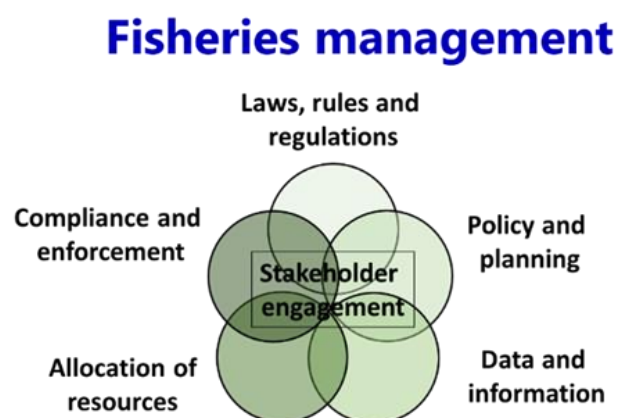 Fisheries management
Laws, rules and
regulations
Compliance and
enforcement
Policy and
planning
Stakeholder
engagement
Allocation of
resources
Data and
information